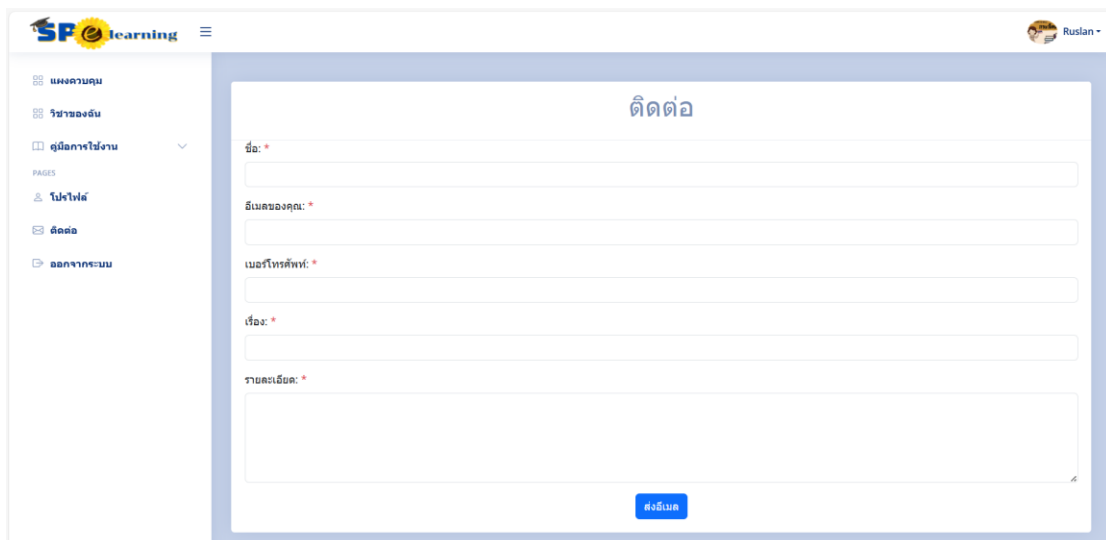 SP e learning
Ruslan
แผงควบคุม
วิชาของฉัน
คู่มือการใช้งาน
PAGES
โปรไฟล์
ติดต่อ
ออกจากระบบ
ติดต่อ
ชื่อ: *
อีเมลของคุณ: *
เบอร์โทรศัพท์: *
เรื่อง: *
รายละเอียด: *
ส่งอีเมล